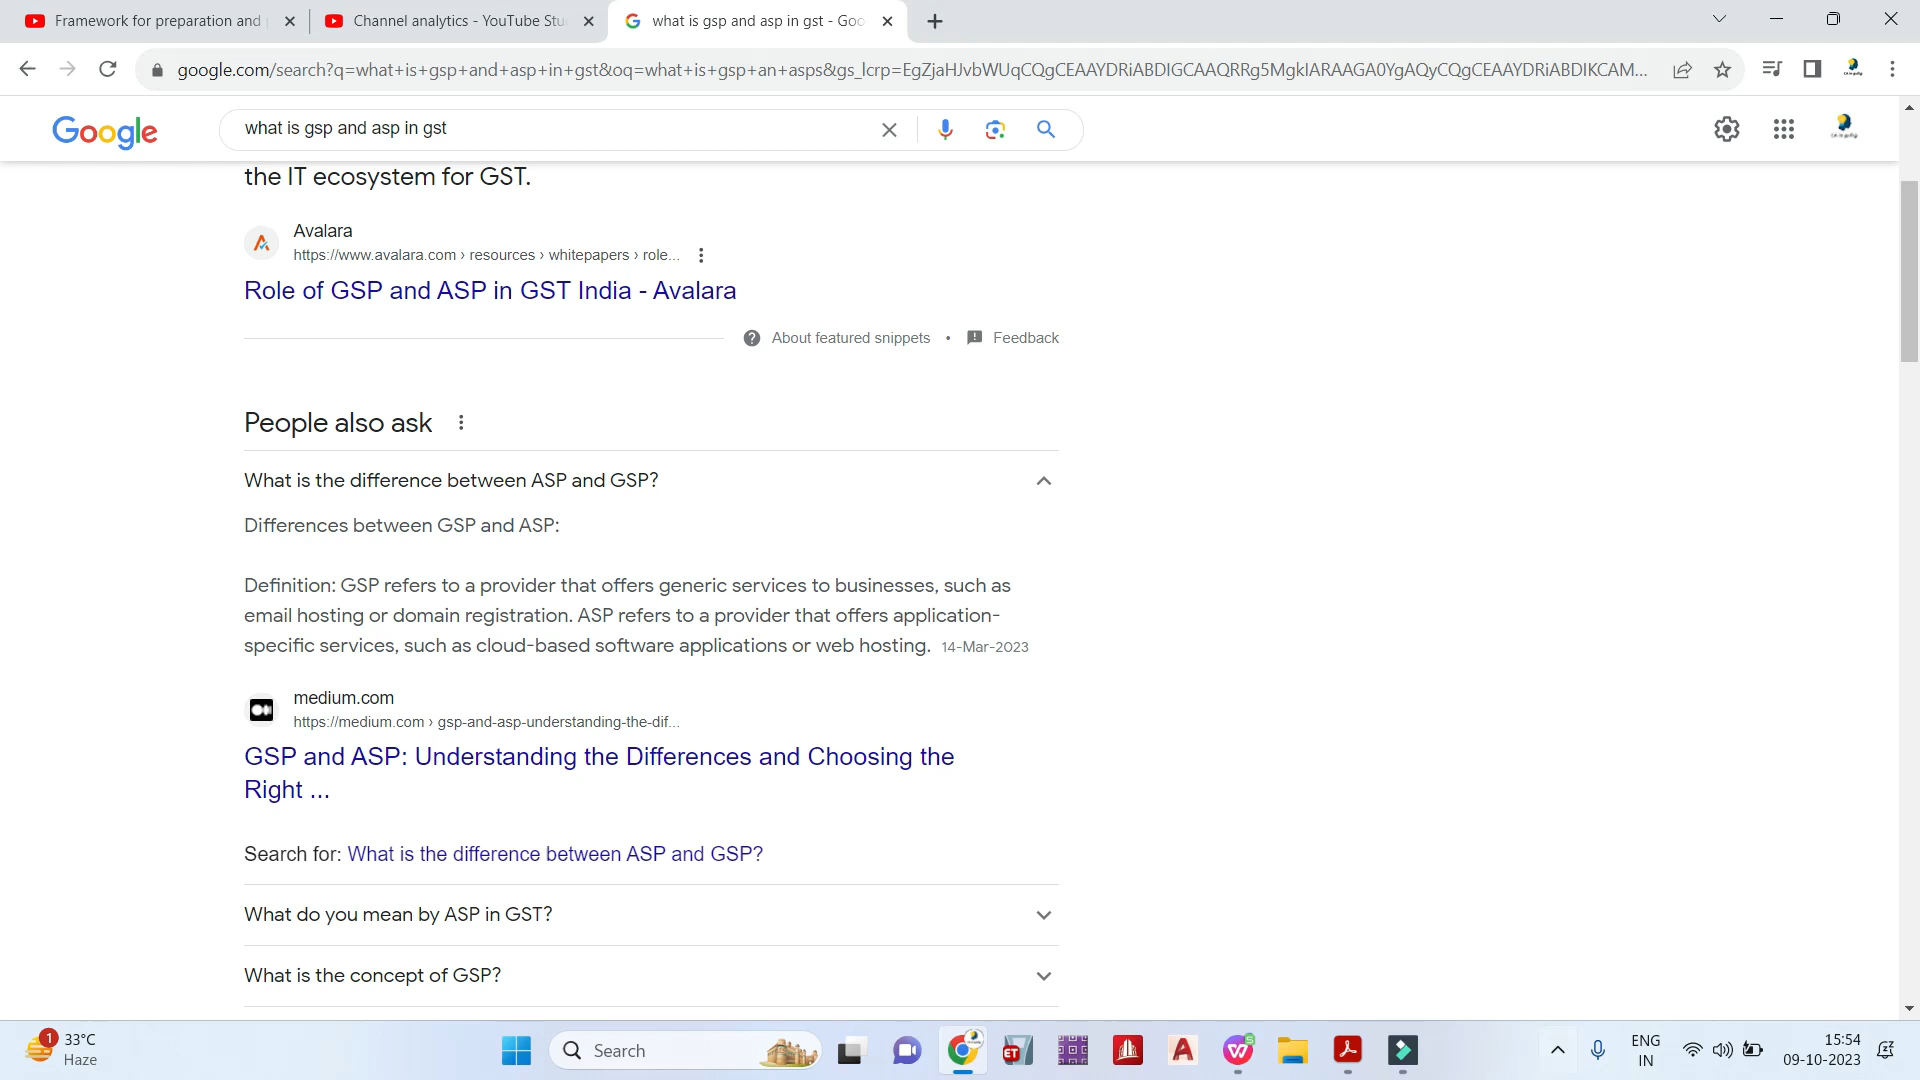 Framework for preparation and
Channel analytics - YouTube Stu
what is gsp and asp in gst - Goo
google.com/search?q=what+is+gsp+and+asp+in+gst&oq=what+is+gsp+an+asps&gs_lcrp=EgZjaHJvbWUqCQgCEAAYDRiABDIGCAAQRRg5MgkIARAAGA0YgAQyCQgCEAAYDRiABDIKCAM...
Google
what is gsp and asp in gst
the IT ecosystem for GST.
Avalara
https://www.avalara.com › resources › whitepapers › role...
Role of GSP and ASP in GST India - Avalara
About featured snippets • Feedback
People also ask
What is the difference between ASP and GSP?
Differences between GSP and ASP:
Definition: GSP refers to a provider that offers generic services to businesses, such as
email hosting or domain registration. ASP refers to a provider that offers application-
specific services, such as cloud-based software applications or web hosting. 14-Mar-2023
medium.com
https://medium.com › gsp-and-asp-understanding-the-dif...
GSP and ASP: Understanding the Differences and Choosing the
Right ...
Search for: What is the difference between ASP and GSP?
What do you mean by ASP in GST?
What is the concept of GSP?
1
33°C
Haze
Search
ET
ENG
IN
15:54
09-10-2023